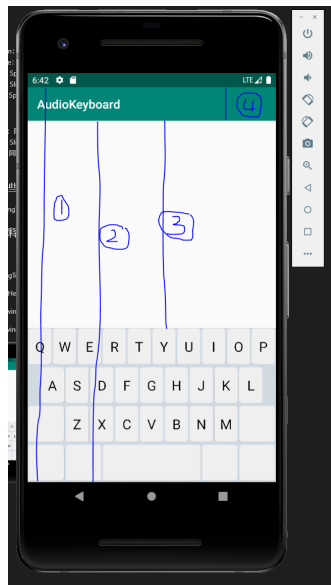 6:42 LTE
AudioKeyboard
4
1
2
3
Q W E R T Y U I O P
A S D F G H J K L
Z X C V B N M